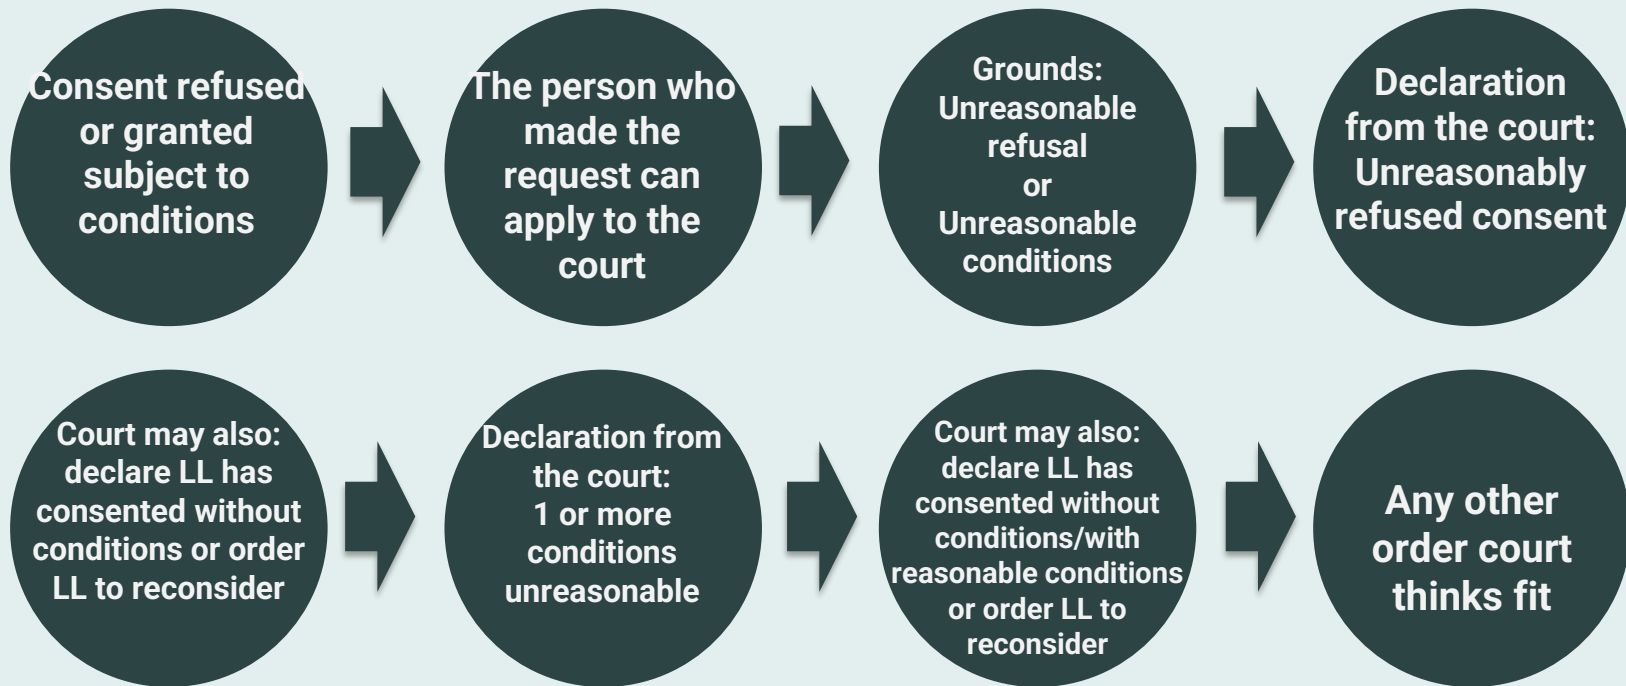 Consent refused
or granted
subject to
conditions
The person who
made the
request can
apply to the
court
Grounds:
Unreasonable
refusal
or
Unreasonable
conditions
Declaration
from the court:
Unreasonably
refused consent
Court may also:
declare LL has
consented without
conditions or order
LL to reconsider
Declaration from
the court:
1 or more
conditions
unreasonable
Court may also:
declare LL has
consented without
conditions/with
reasonable conditions
or order LL to
reconsider
Any other
order court
thinks fit